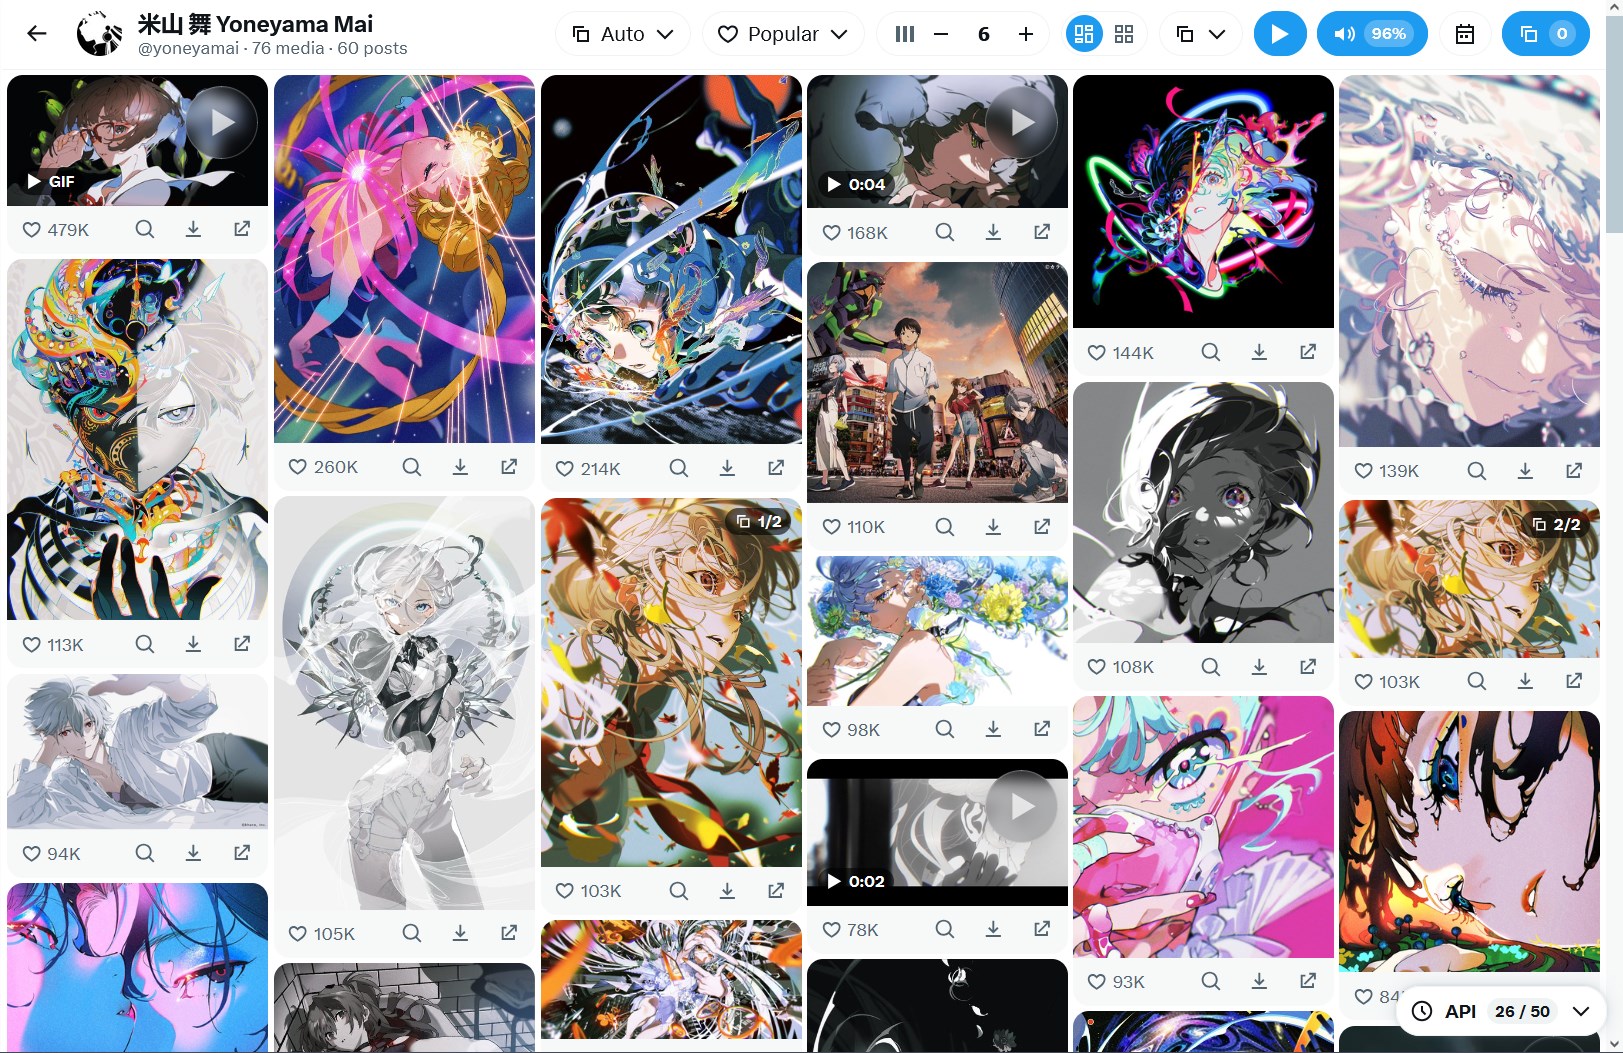 米山 舞 Yoneyama Mai
@yoneyamai · 76 media · 60 posts
Auto
Popular
6
96%
0
GIF
479K
260K
214K
0:04
168K
144K
139K
113K
110K
108K
1/2
2/2
103K
98K
94K
105K
103K
0:02
78K
93K
84
API 26 / 50